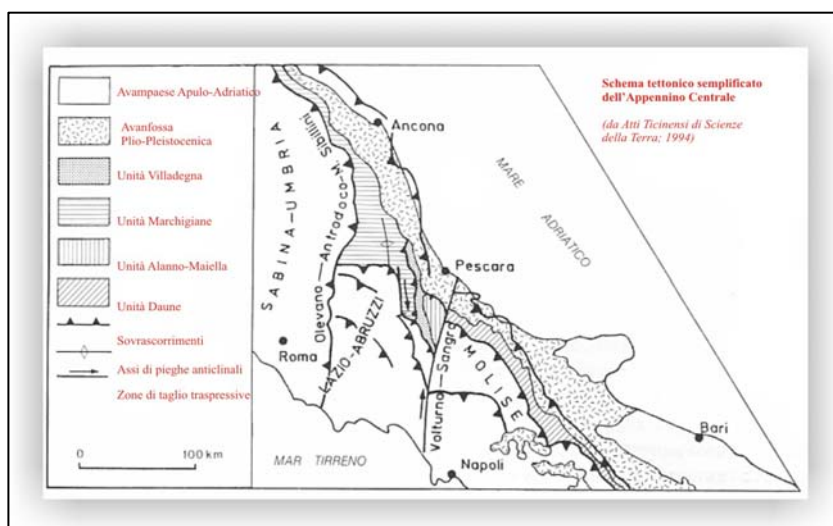 Avampaese Apulo-Adriatico
Avanfossa
Plio-Pleistocenica
Unità Villadegna
Unità Marchigiane
Unità Alanno-Maiella
Unità Daune
Sovrascorrimenti
Assi di pieghe anticlinali
Zone di taglio traspressive
0 100 km
Schema tettonico semplificato
dell'Appennino Centrale
(da Atti Ticinensi di Scienze
della Terra; 1994)
SABINA-UMBRIA
Olevano-Antrodoco-M. Sibillini
Ancona
MARE ADRIATICO
Pescara
Roma
LAZIO-ABRUZZI
Volturno-Sangro
MOLISE
Bari
MAR TIRRENO
Napoli